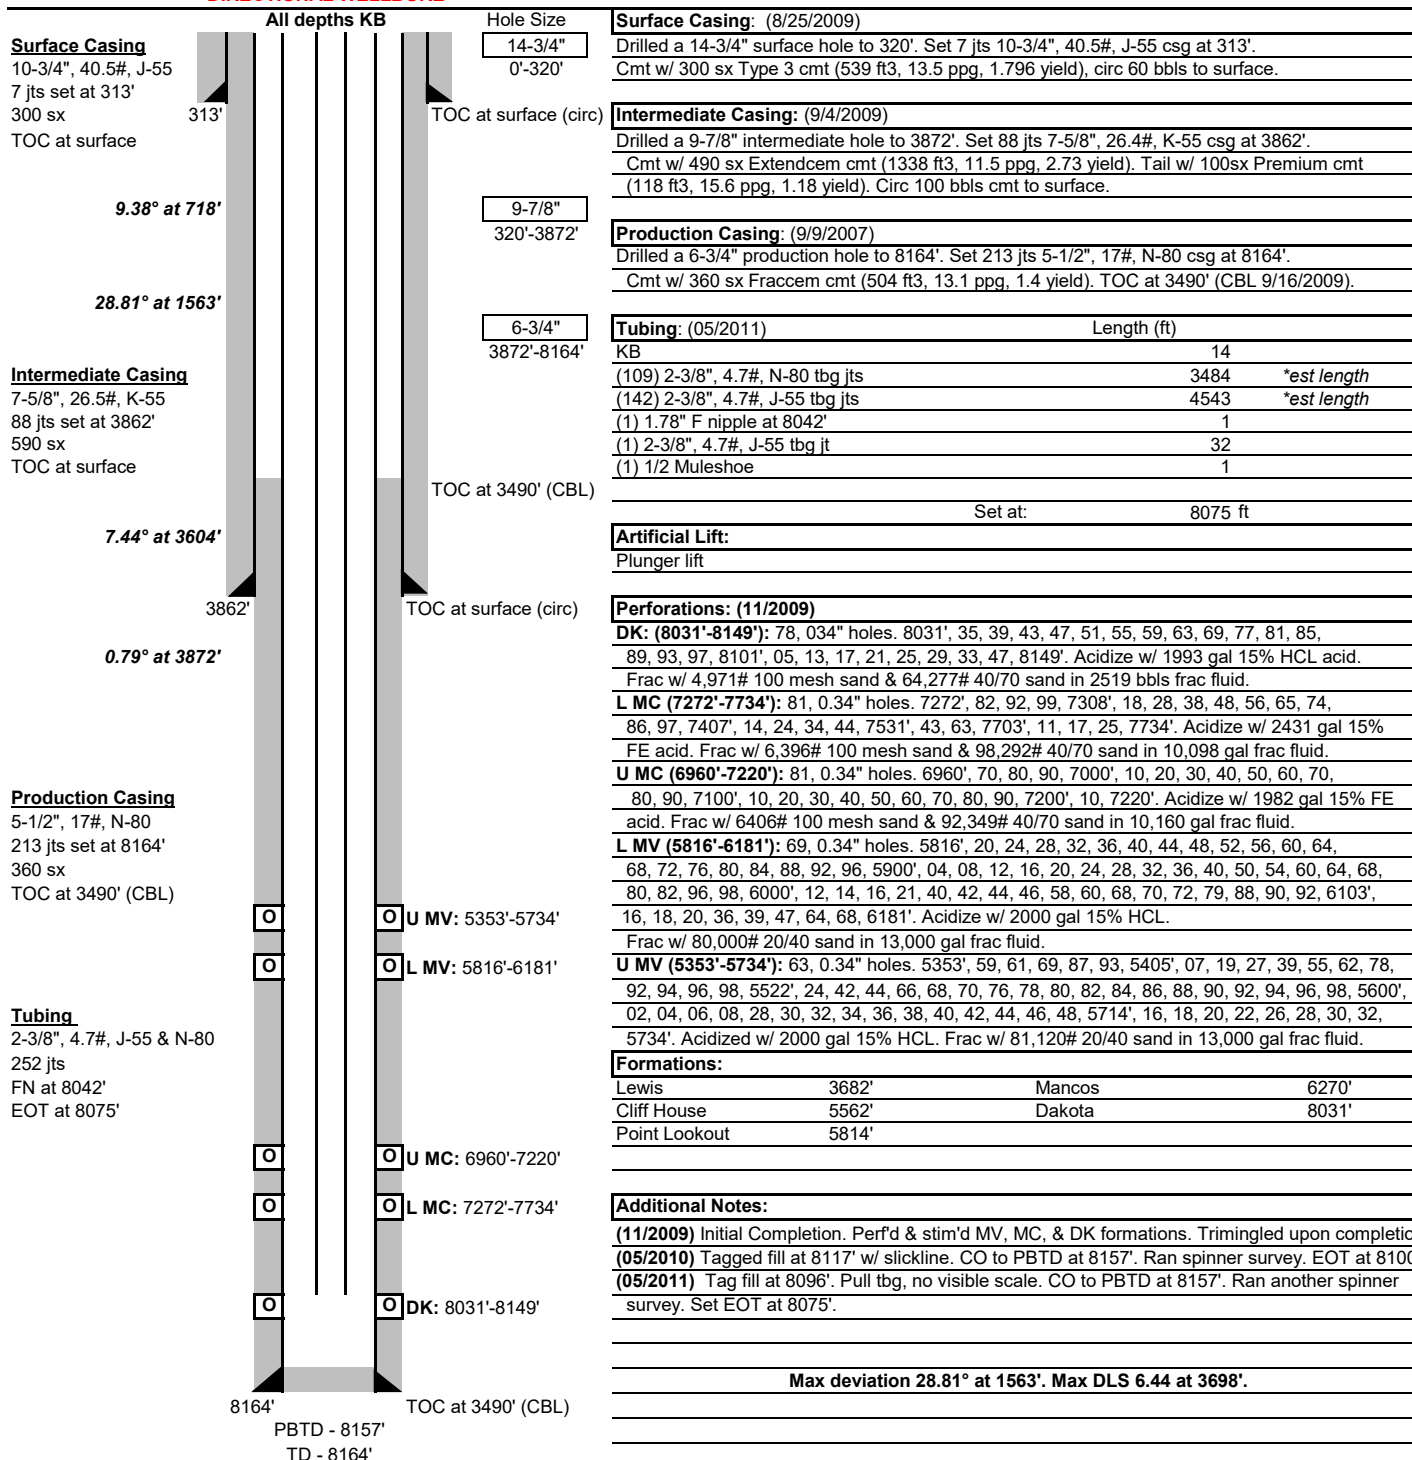 All depths KB
Hole Size
Surface Casing
10-3/4", 40.5#, J-55
7 jts set at 313'
300 sx
313'
TOC at surface
14-3/4"
0'-320'
TOC at surface (circ)
9.38° at 718'
9-7/8"
320'-3872'
28.81° at 1563'
6-3/4"
3872'-8164'
Intermediate Casing
7-5/8", 26.5#, K-55
88 jts set at 3862'
590 sx
TOC at surface
TOC at 3490' (CBL)
7.44° at 3604'
3862'
TOC at surface (circ)
0.79° at 3872'
Production Casing
5-1/2", 17#, N-80
213 jts set at 8164'
360 sx
TOC at 3490' (CBL)
O O U MV: 5353'-5734'
O O L MV: 5816'-6181'
Tubing
2-3/8", 4.7#, J-55 & N-80
252 jts
FN at 8042'
EOT at 8075'
O O U MC: 6960'-7220'
O O L MC: 7272'-7734'
O O DK: 8031'-8149'
8164'
TOC at 3490' (CBL)
PBTD - 8157'
TD - 8164'
Surface Casing: (8/25/2009)
Drilled a 14-3/4" surface hole to 320'. Set 7 jts 10-3/4", 40.5#, J-55 csg at 313'.
Cmt w/ 300 sx Type 3 cmt (539 ft3, 13.5 ppg, 1.796 yield), circ 60 bbls to surface.
Intermediate Casing: (9/4/2009)
Drilled a 9-7/8" intermediate hole to 3872'. Set 88 jts 7-5/8", 26.4#, K-55 csg at 3862'.
Cmt w/ 490 sx Extendcem cmt (1338 ft3, 11.5 ppg, 2.73 yield). Tail w/ 100sx Premium cmt
(118 ft3, 15.6 ppg, 1.18 yield). Circ 100 bbls cmt to surface.
Production Casing: (9/9/2007)
Drilled a 6-3/4" production hole to 8164'. Set 213 jts 5-1/2", 17#, N-80 csg at 8164'.
Cmt w/ 360 sx Fraccem cmt (504 ft3, 13.1 ppg, 1.4 yield). TOC at 3490' (CBL 9/16/2009).
Tubing: (05/2011) Length (ft)
KB 14
(109) 2-3/8", 4.7#, N-80 tbg jts 3484 *est length
(142) 2-3/8", 4.7#, J-55 tbg jts 4543 *est length
(1) 1.78" F nipple at 8042' 1
(1) 2-3/8", 4.7#, J-55 tbg jt 32
(1) 1/2 Muleshoe 1
Set at: 8075 ft
Artificial Lift:
Plunger lift
Perforations: (11/2009)
DK: (8031'-8149'): 78, 034" holes. 8031', 35, 39, 43, 47, 51, 55, 59, 63, 69, 77, 81, 85,
89, 93, 97, 8101', 05, 13, 17, 21, 25, 29, 33, 47, 8149'. Acidize w/ 1993 gal 15% HCL acid.
Frac w/ 4,971# 100 mesh sand & 64,277# 40/70 sand in 2519 bbls frac fluid.
L MC (7272'-7734'): 81, 0.34" holes. 7272', 82, 92, 99, 7308', 18, 28, 38, 48, 56, 65, 74,
86, 97, 7407', 14, 24, 34, 44, 7531', 43, 63, 7703', 11, 17, 25, 7734'. Acidize w/ 2431 gal 15%
FE acid. Frac w/ 6,396# 100 mesh sand & 98,292# 40/70 sand in 10,098 gal frac fluid.
U MC (6960'-7220'): 81, 0.34" holes. 6960', 70, 80, 90, 7000', 10, 20, 30, 40, 50, 60, 70,
80, 90, 7100', 10, 20, 30, 40, 50, 60, 70, 80, 90, 7200', 10, 7220'. Acidize w/ 1982 gal 15% FE
acid. Frac w/ 6406# 100 mesh sand & 92,349# 40/70 sand in 10,160 gal frac fluid.
L MV (5816'-6181'): 69, 0.34" holes. 5816', 20, 24, 28, 32, 36, 40, 44, 48, 52, 56, 60, 64,
68, 72, 76, 80, 84, 88, 92, 96, 5900', 04, 08, 12, 16, 20, 24, 28, 32, 36, 40, 50, 54, 60, 64, 68,
80, 82, 96, 98, 6000', 12, 14, 16, 21, 40, 42, 44, 46, 58, 60, 68, 70, 72, 79, 88, 90, 92, 6103',
16, 18, 20, 36, 39, 47, 64, 68, 6181'. Acidize w/ 2000 gal 15% HCL.
Frac w/ 80,000# 20/40 sand in 13,000 gal frac fluid.
U MV (5353'-5734'): 63, 0.34" holes. 5353', 59, 61, 69, 87, 93, 5405', 07, 19, 27, 39, 55, 62, 78,
92, 94, 96, 98, 5522', 24, 42, 44, 66, 68, 70, 76, 78, 80, 82, 84, 86, 88, 90, 92, 94, 96, 98, 5600',
02, 04, 06, 08, 28, 30, 32, 34, 36, 38, 40, 42, 44, 46, 48, 5714', 16, 18, 20, 22, 26, 28, 30, 32,
5734'. Acidized w/ 2000 gal 15% HCL. Frac w/ 81,120# 20/40 sand in 13,000 gal frac fluid.
Formations:
Lewis 3682' Mancos 6270'
Cliff House 5562' Dakota 8031'
Point Lookout 5814'
Additional Notes:
(11/2009) Initial Completion. Perf'd & stim'd MV, MC, & DK formations. Trimingled upon completio
(05/2010) Tagged fill at 8117' w/ slickline. CO to PBTD at 8157'. Ran spinner survey. EOT at 8100
(05/2011) Tag fill at 8096'. Pull tbg, no visible scale. CO to PBTD at 8157'. Ran another spinner
survey. Set EOT at 8075'.
Max deviation 28.81° at 1563'. Max DLS 6.44 at 3698'.